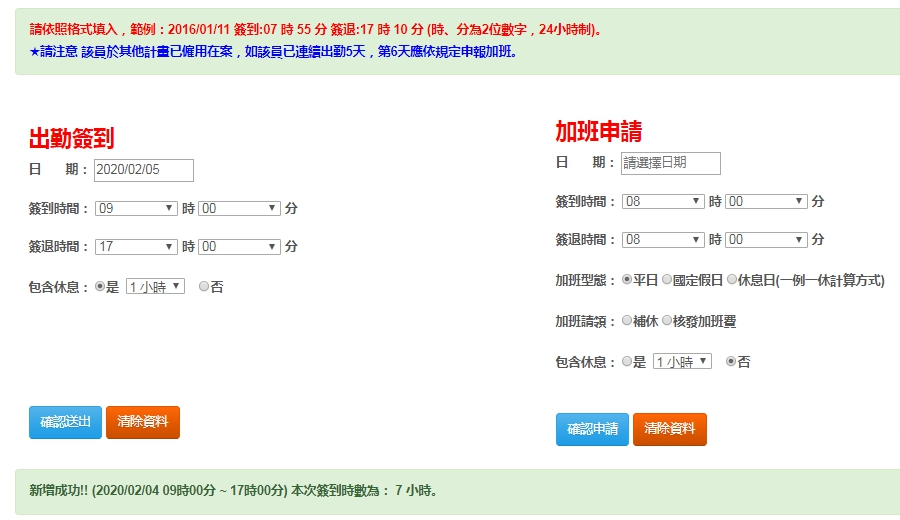 請依照格式填入，範例：2016/01/11 簽到:07 時 55 分 簽退:17 時 10 分 (時、分為2位數字，24小時制)。
★請注意 該員於其他計畫已僱用在案，如該員已連續出勤5天，第6天應依規定申報加班。
出勤簽到
日 期： 2020/02/05
簽到時間： 09 時 00 分
簽退時間： 17 時 00 分
包含休息： 是 1 小時 否
確認送出 清除資料
加班申請
日 期： 請選擇日期
簽到時間： 08 時 00 分
簽退時間： 08 時 00 分
加班型態： 平日 國定假日 休息日(一例一休計算方式)
加班請領： 補休 核發加班費
包含休息： 是 1 小時 否
確認申請 清除資料
新增成功!! (2020/02/04 09時00分 ~ 17時00分) 本次簽到時數為： 7 小時。